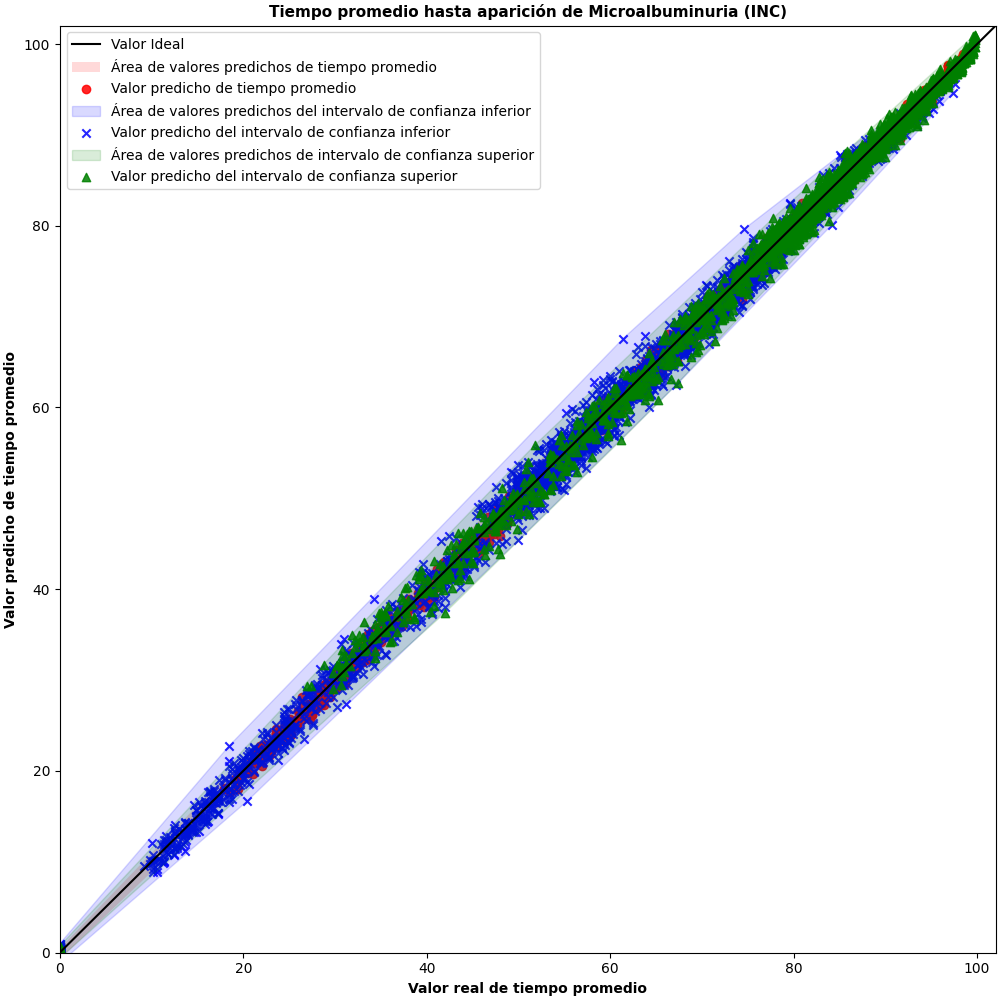 Tiempo promedio hasta aparición de Microalbuminuria (INC)
Valor Ideal
Área de valores predichos de tiempo promedio
Valor predicho de tiempo promedio
Área de valores predichos del intervalo de confianza inferior
Valor predicho del intervalo de confianza inferior
Área de valores predichos de intervalo de confianza superior
Valor predicho del intervalo de confianza superior
100
80
60
40
20
0
Valor predicho de tiempo promedio
0 20 40 60 80 100
Valor real de tiempo promedio